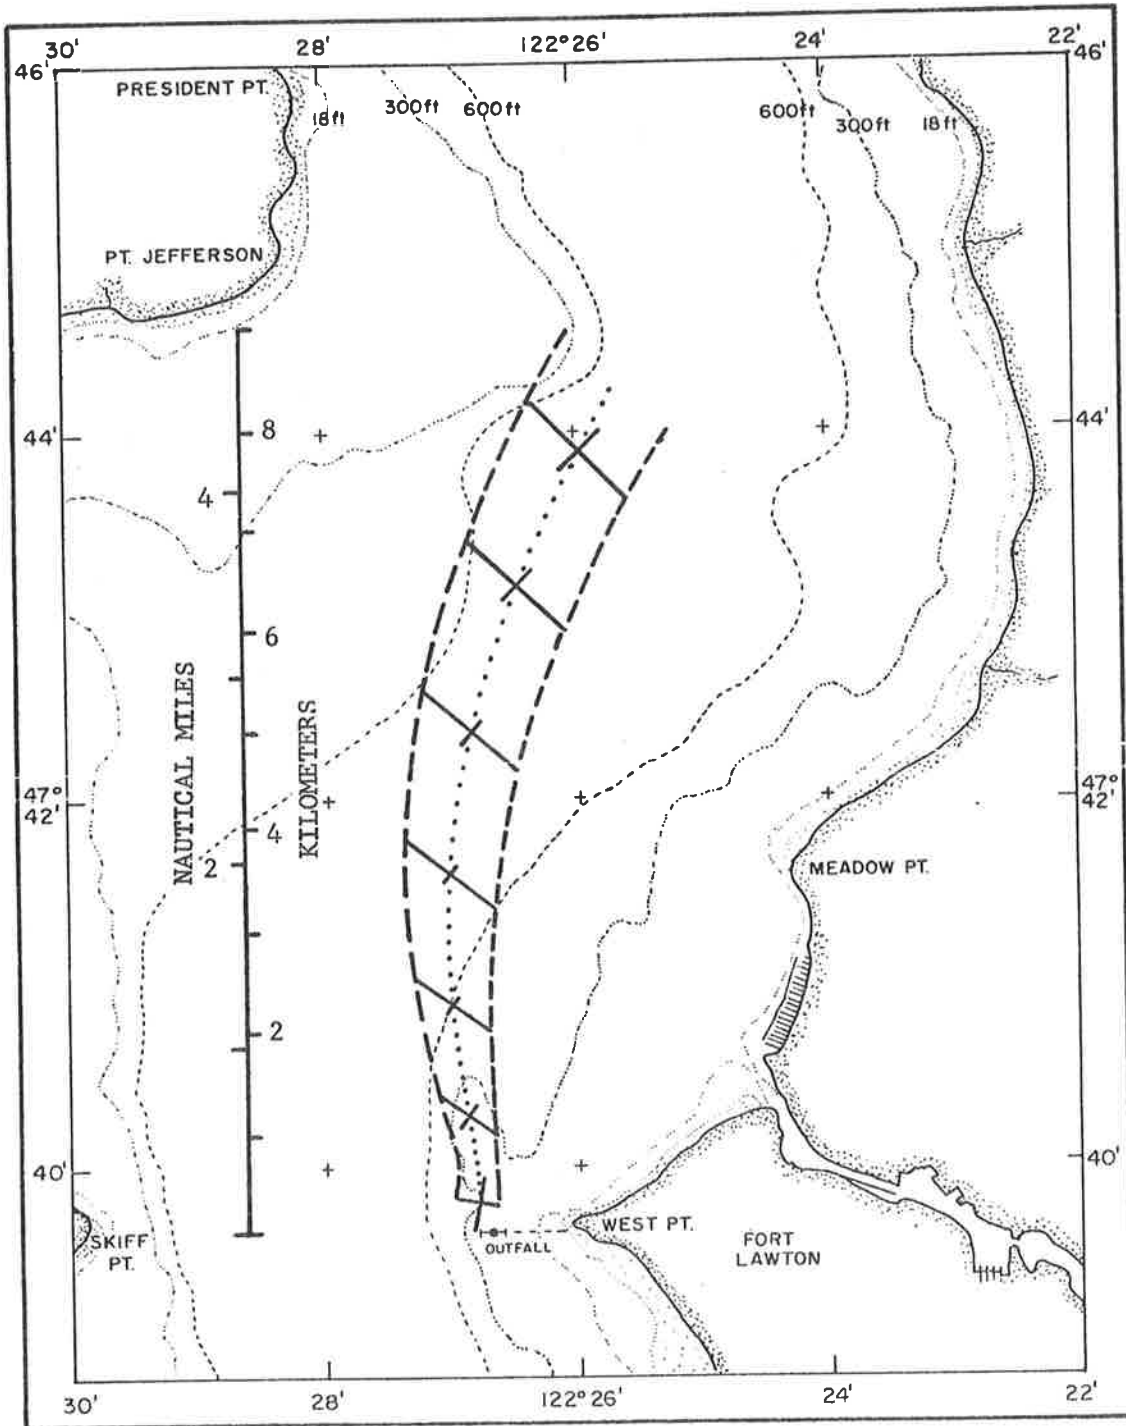 30' 28' 122° 26' 24' 22'
46' 46'
PRESIDENT PT.
18ft 300ft 600ft 600ft 300ft 18ft
PT. JEFFERSON
44' 8 44'
4
6
NAUTICAL MILES
KILOMETERS
47° 42' 42'
4
2
MEADOW PT.
2
40' 40'
SKIFF PT.
OUTFALL
WEST PT.
FORT
LAWTON
30' 28' 122° 26' 24' 22'